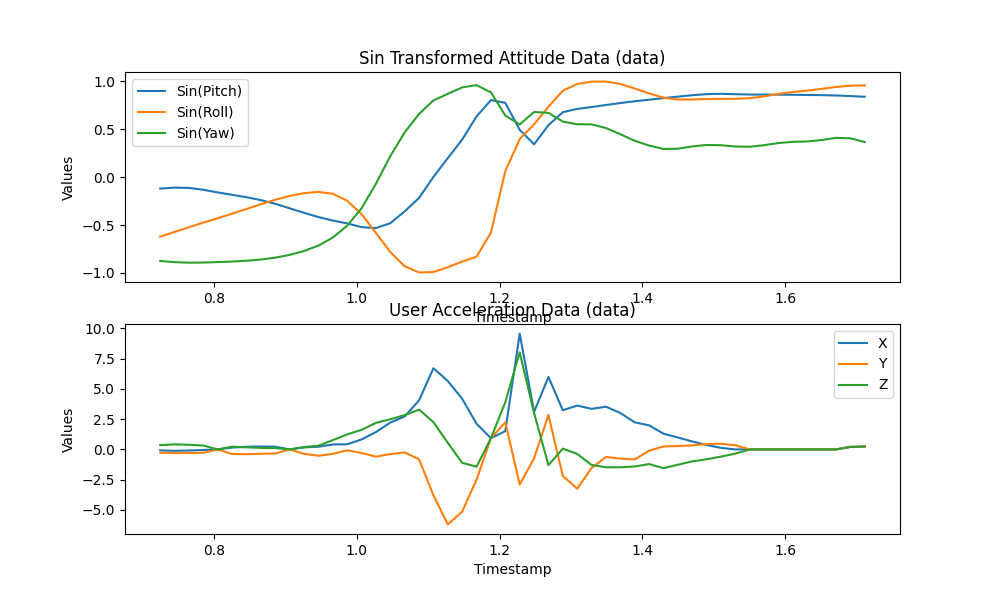 Sin Transformed Attitude Data (data)
Sin(Pitch)
Sin(Roll)
Sin(Yaw)
Values
1.0
0.5
0.0
−0.5
−1.0
0.8 1.0 1.2 1.4 1.6
Timestamp
User Acceleration Data (data)
X
Y
Z
Values
10.0
7.5
5.0
2.5
0.0
−2.5
−5.0
0.8 1.0 1.2 1.4 1.6
Timestamp